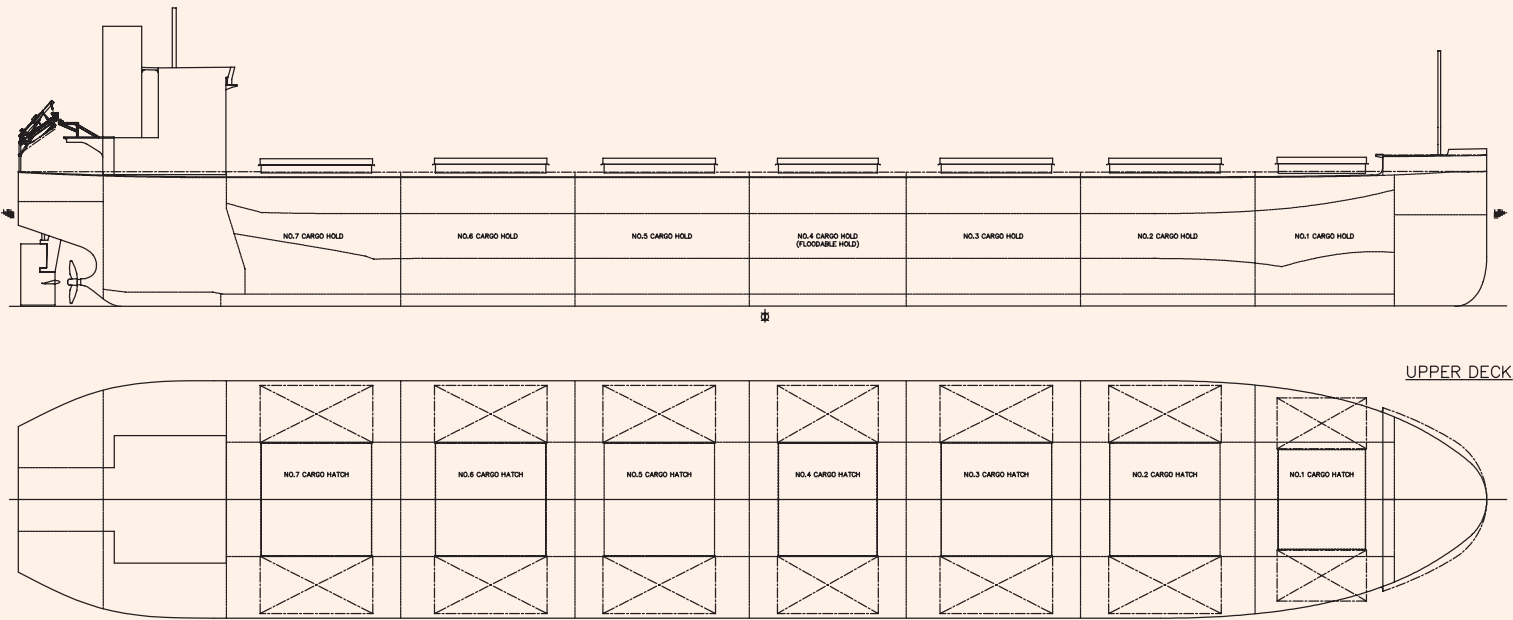 NO.7 CARGO HOLD
NO.6 CARGO HOLD
NO.5 CARGO HOLD
NO.4 CARGO HOLD
(FLOODABLE HOLD)
NO.3 CARGO HOLD
NO.2 CARGO HOLD
NO.1 CARGO HOLD
UPPER DECK
NO.7 CARGO HATCH
NO.6 CARGO HATCH
NO.5 CARGO HATCH
NO.4 CARGO HATCH
NO.3 CARGO HATCH
NO.2 CARGO HATCH
NO.1 CARGO HATCH